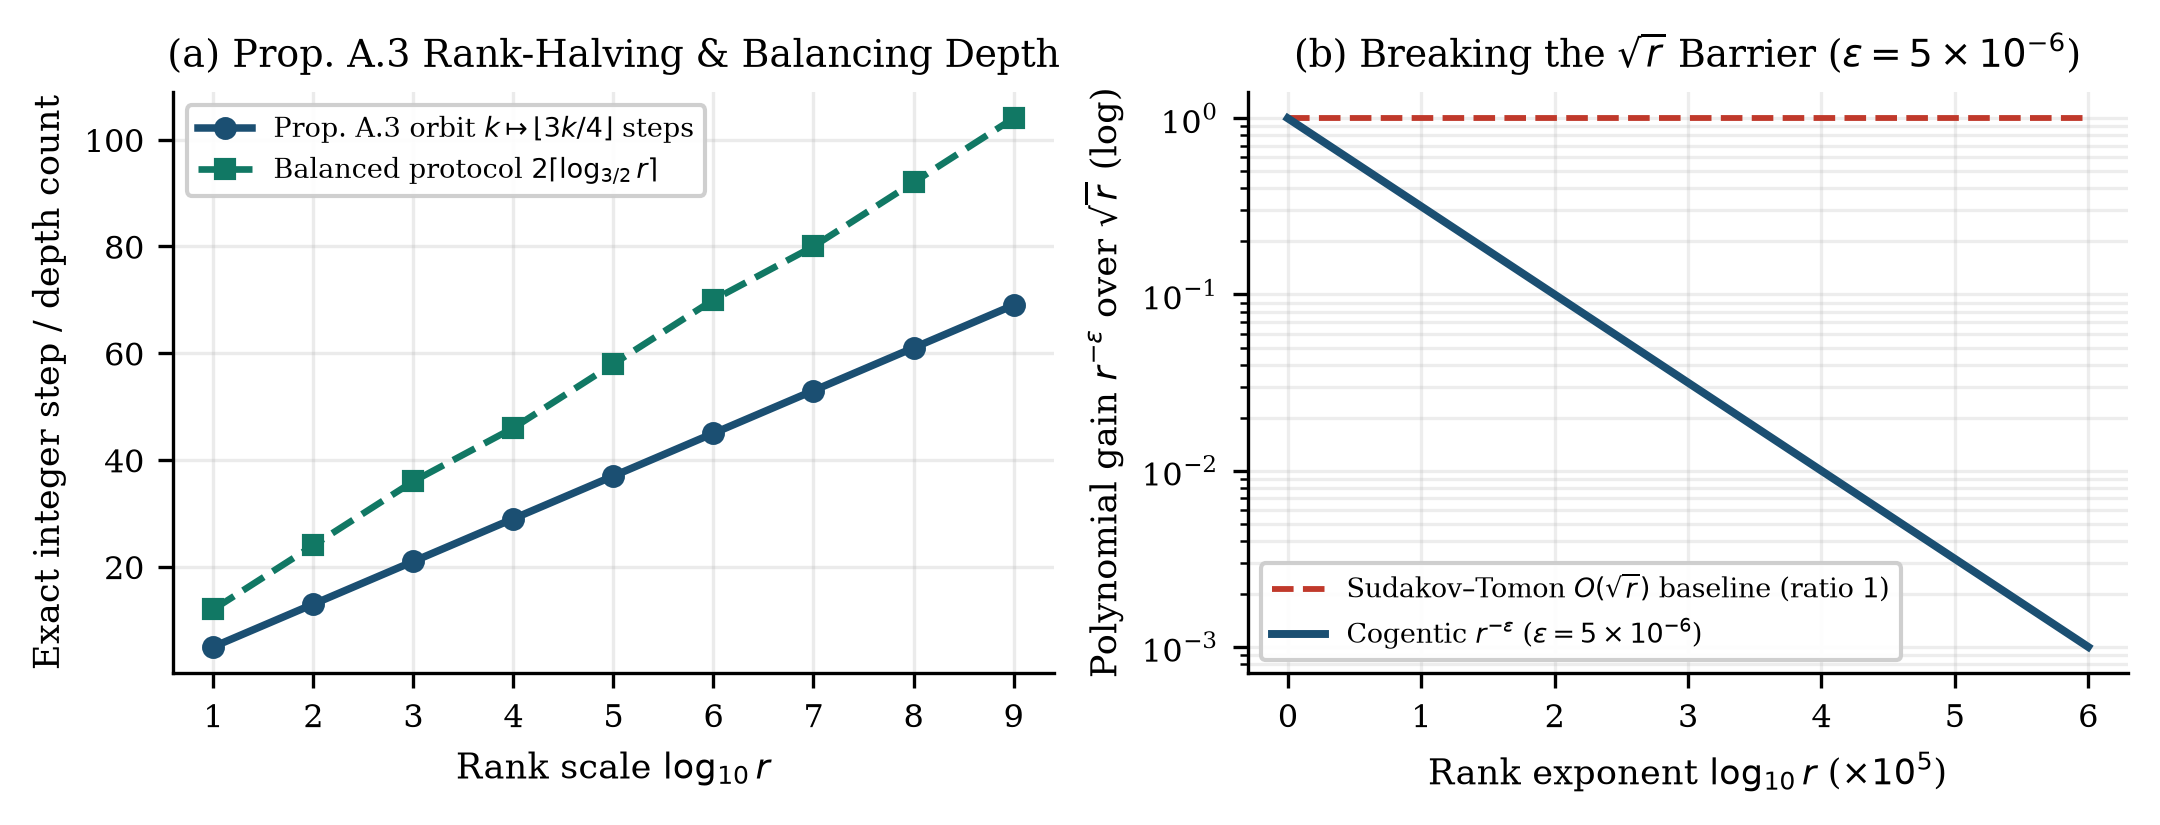 (a) Prop. A.3 Rank-Halving & Balancing Depth
Exact integer step / depth count
100
80
60
40
20
Prop. A.3 orbit k ↦ ⌊3k/4⌋ steps
Balanced protocol 2⌈log₃/₂ r⌉
1 2 3 4 5 6 7 8 9
Rank scale log₁₀ r
(b) Breaking the √r Barrier (ε = 5 × 10⁻⁶)
Polynomial gain r⁻ᵋ over √r (log)
10⁰
10⁻¹
10⁻²
10⁻³
Sudakov–Tomon O(√r) baseline (ratio 1)
Cogentic r⁻ᵋ (ε = 5 × 10⁻⁶)
0 1 2 3 4 5 6
Rank exponent log₁₀ r (×10⁵)